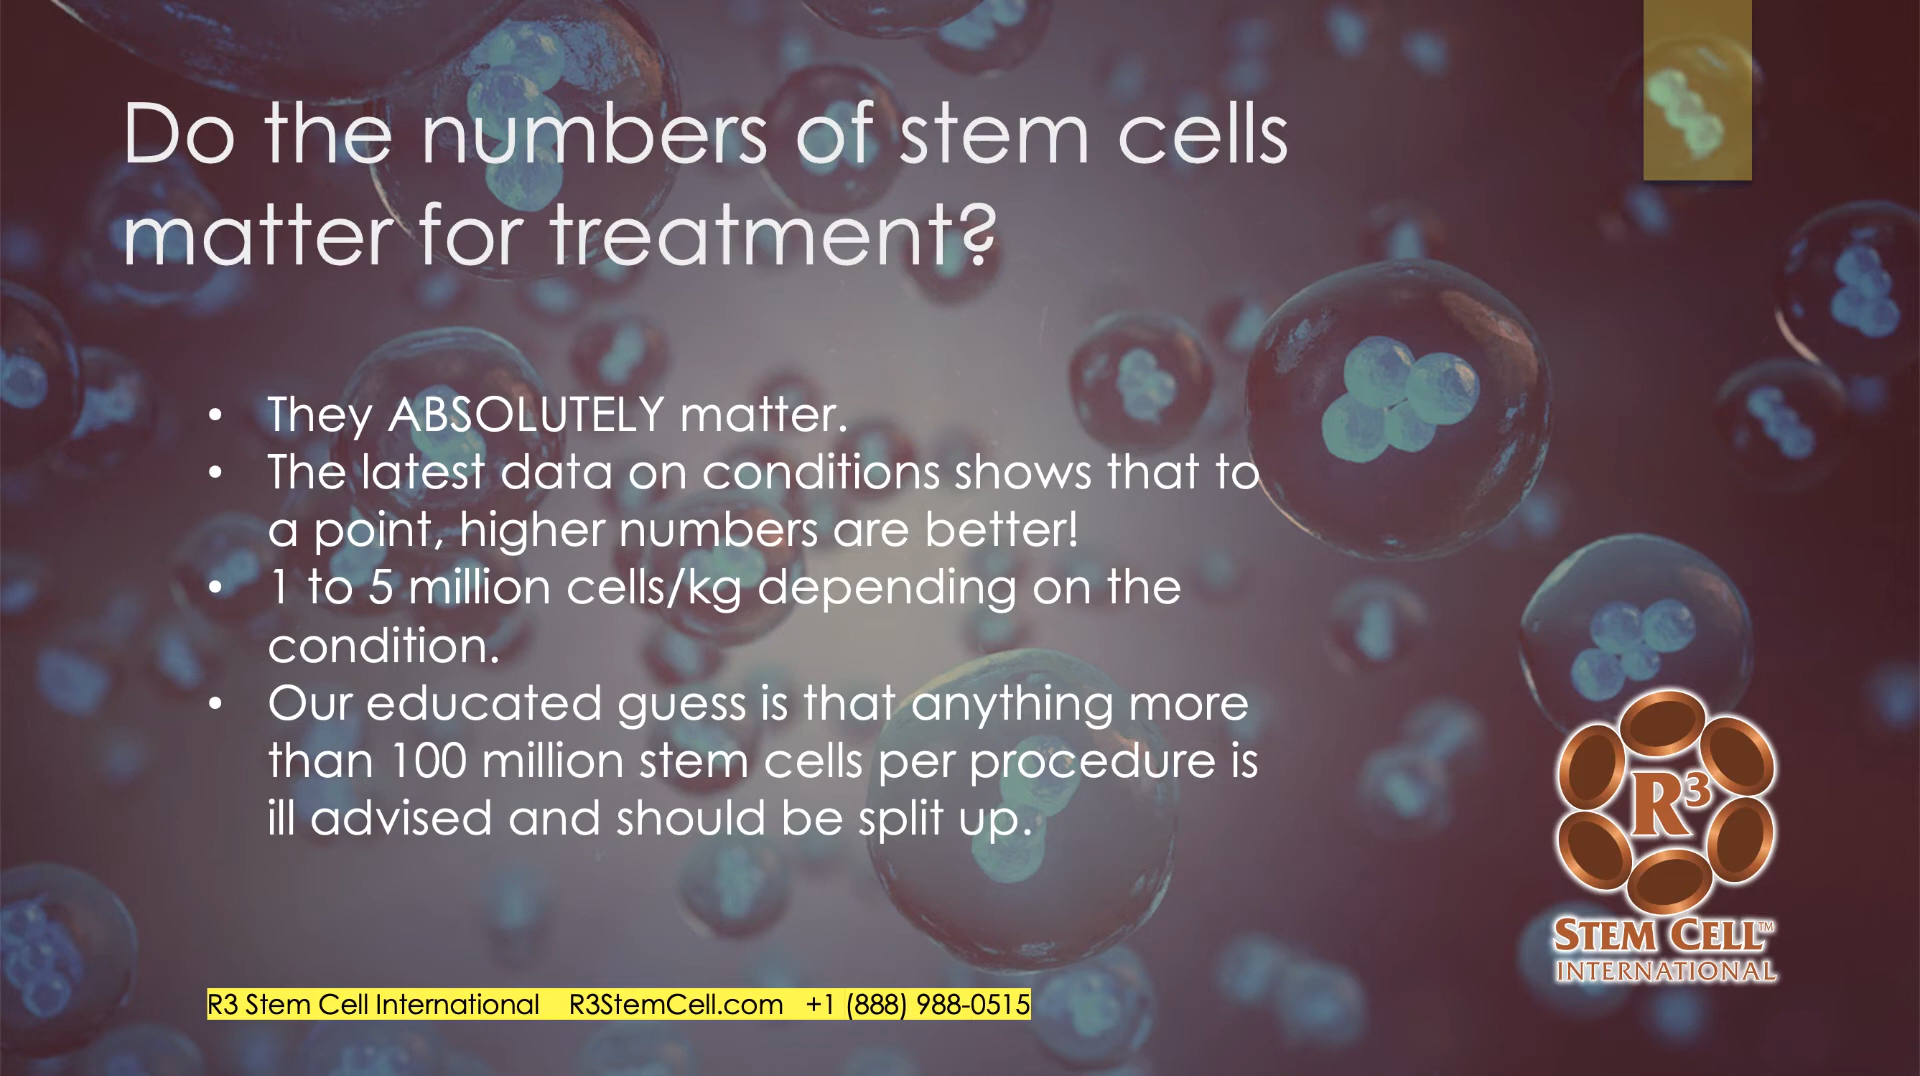 Do the numbers of stem cells
matter for treatment?
• They ABSOLUTELY matter.
• The latest data on conditions shows that to
a point, higher numbers are better!
• 1 to 5 million cells/kg depending on the
condition.
• Our educated guess is that anything more
than 100 million stem cells per procedure is
ill advised and should be split up.
R3
STEM CELL™
INTERNATIONAL
R3 Stem Cell International R3StemCell.com +1 (888) 988-0515